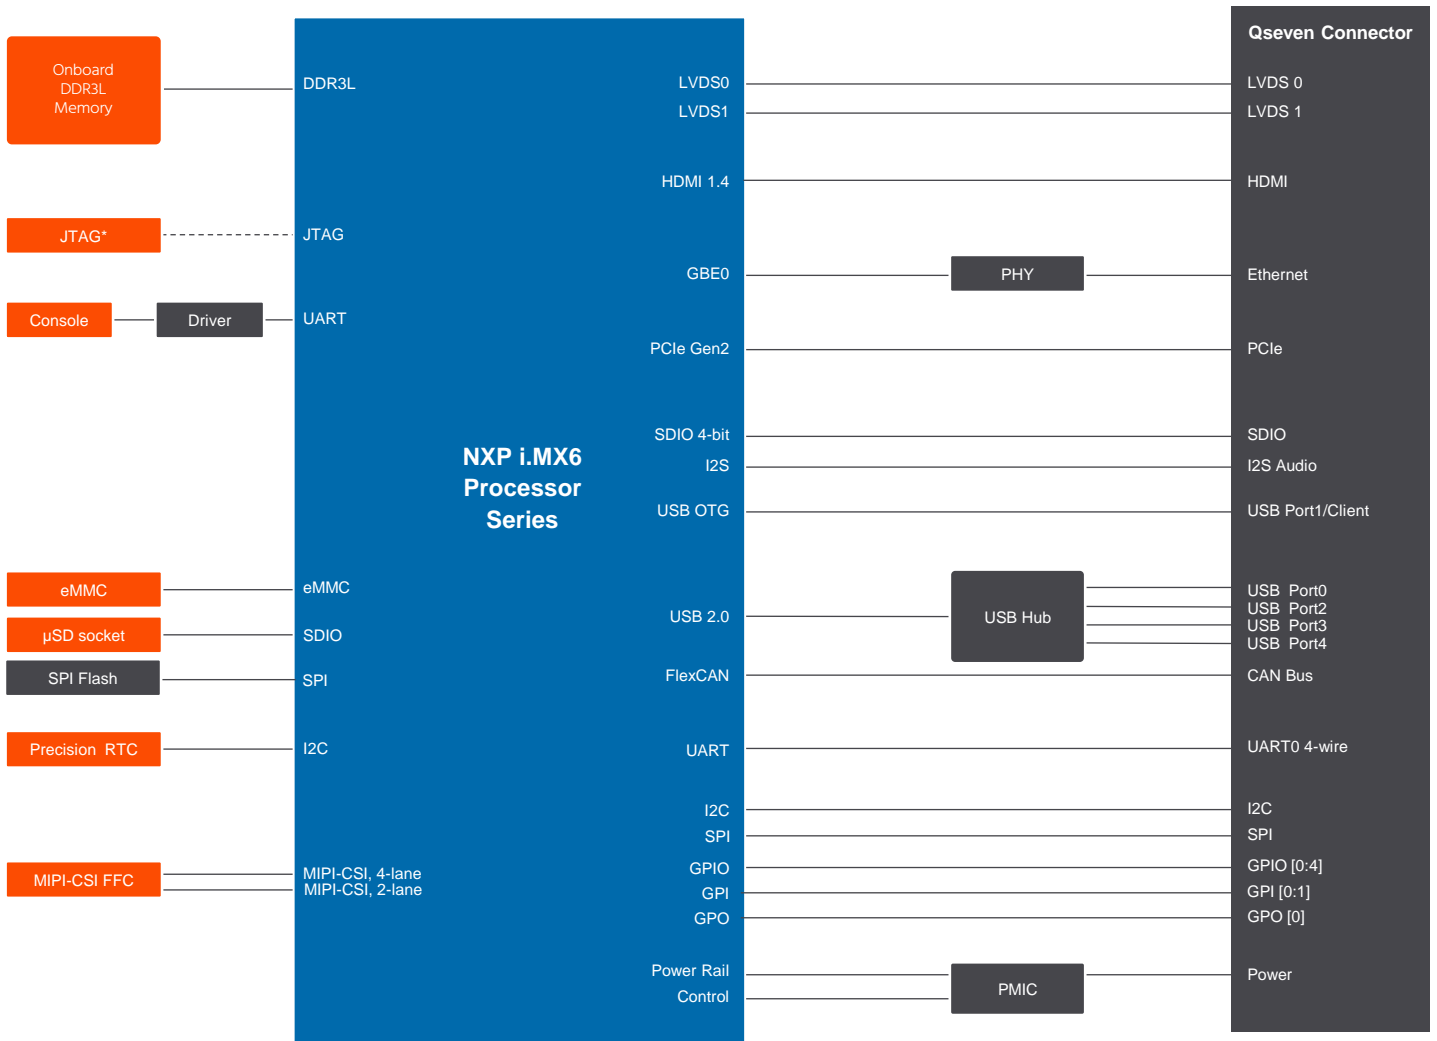 Onboard
DDR3L
Memory
JTAG*
Console
Driver
eMMC
µSD socket
SPI Flash
Precision RTC
MIPI-CSI FFC
DDR3L
JTAG
UART
eMMC
SDIO
SPI
I2C
MIPI-CSI, 4-lane
MIPI-CSI, 2-lane
NXP i.MX6
Processor
Series
LVDS0
LVDS1
HDMI 1.4
GBE0
PCIe Gen2
SDIO 4-bit
I2S
USB OTG
USB 2.0
FlexCAN
UART
I2C
SPI
GPIO
GPI
GPO
Power Rail
Control
PHY
USB Hub
PMIC
Qseven Connector
LVDS 0
LVDS 1
HDMI
Ethernet
PCIe
SDIO
I2S Audio
USB Port1/Client
USB Port0
USB Port2
USB Port3
USB Port4
CAN Bus
UART0 4-wire
I2C
SPI
GPIO [0:4]
GPI [0:1]
GPO [0]
Power